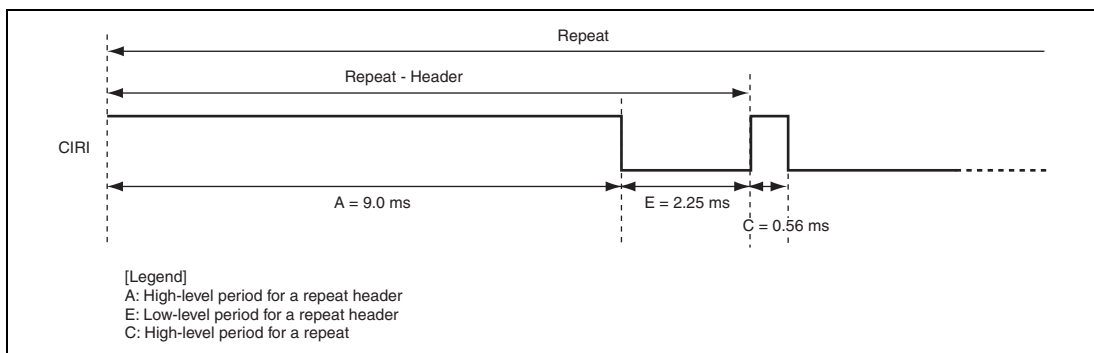 Repeat
Repeat - Header
CIRI
A = 9.0 ms
E = 2.25 ms
C = 0.56 ms
[Legend]
A: High-level period for a repeat header
E: Low-level period for a repeat header
C: High-level period for a repeat